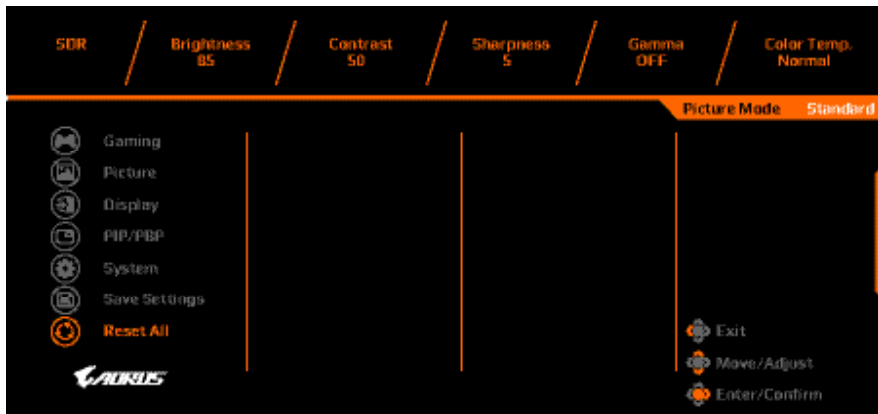 SDR
Brightness
85
Contrast
50
Sharpness
5
Gamma
OFF
Color Temp.
Normal
Picture Mode Standard
Gaming
Picture
Display
PIP/PBP
System
Save Settings
Reset All
AORUS
Exit
Move/Adjust
Enter/Confirm